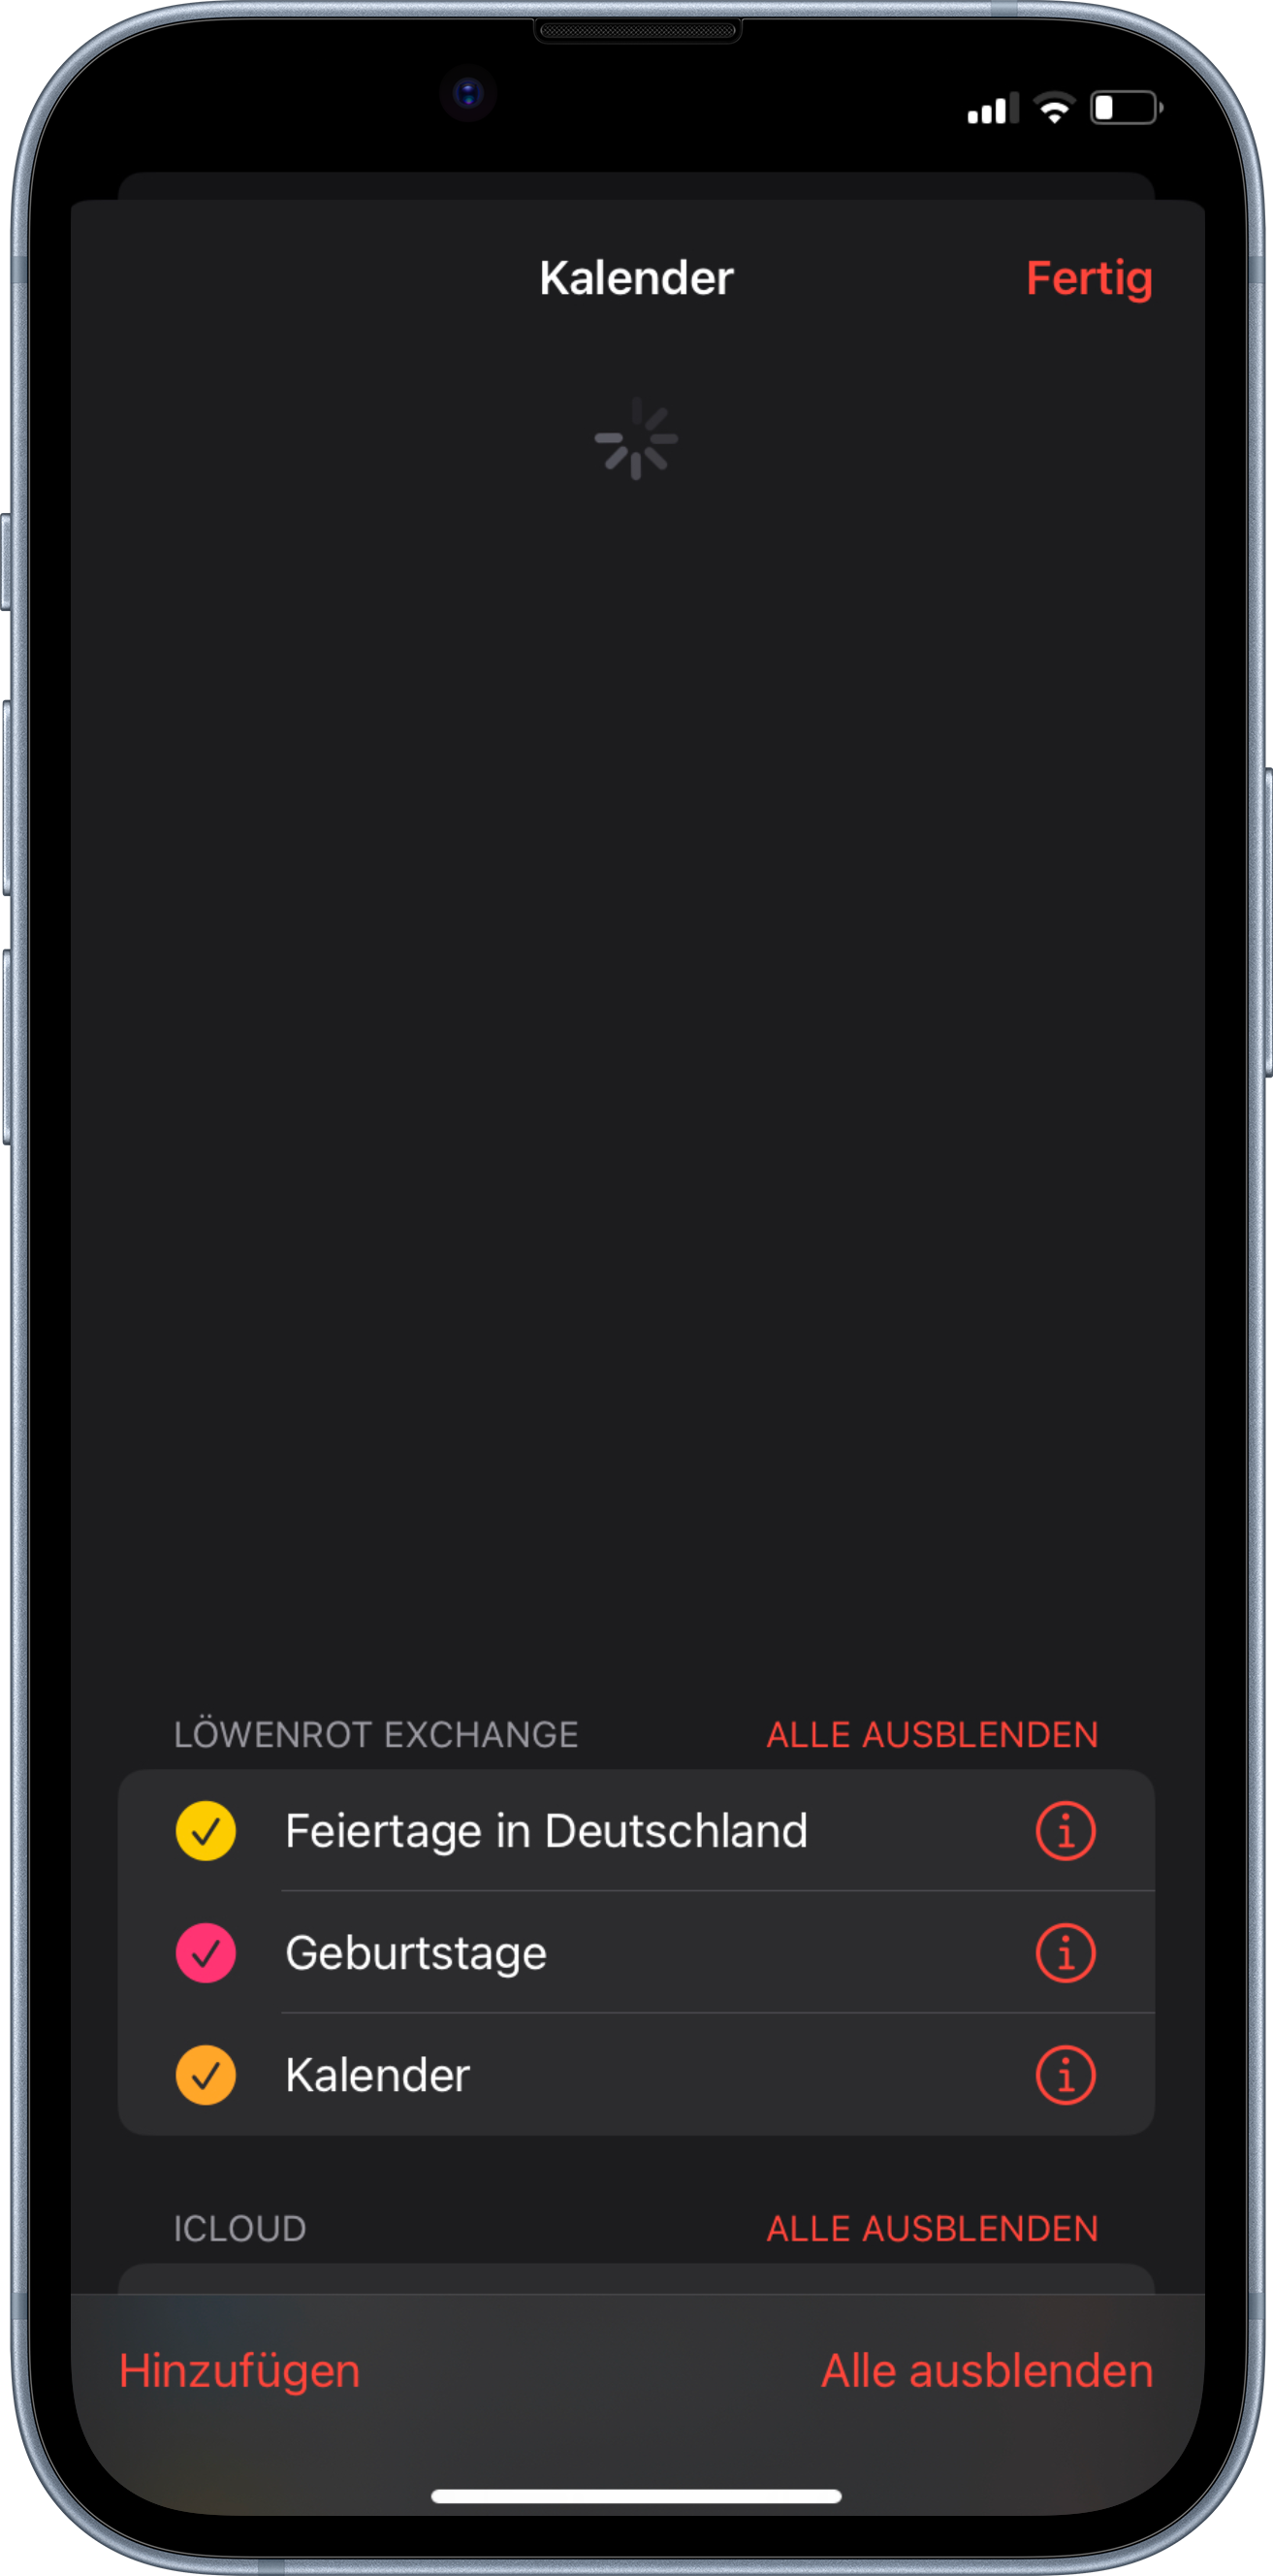 Kalender
Fertig
LÖWENROT EXCHANGE
ALLE AUSBLENDEN
Feiertage in Deutschland
Geburtstage
Kalender
ICLOUD
ALLE AUSBLENDEN
Hinzufügen
Alle ausblenden